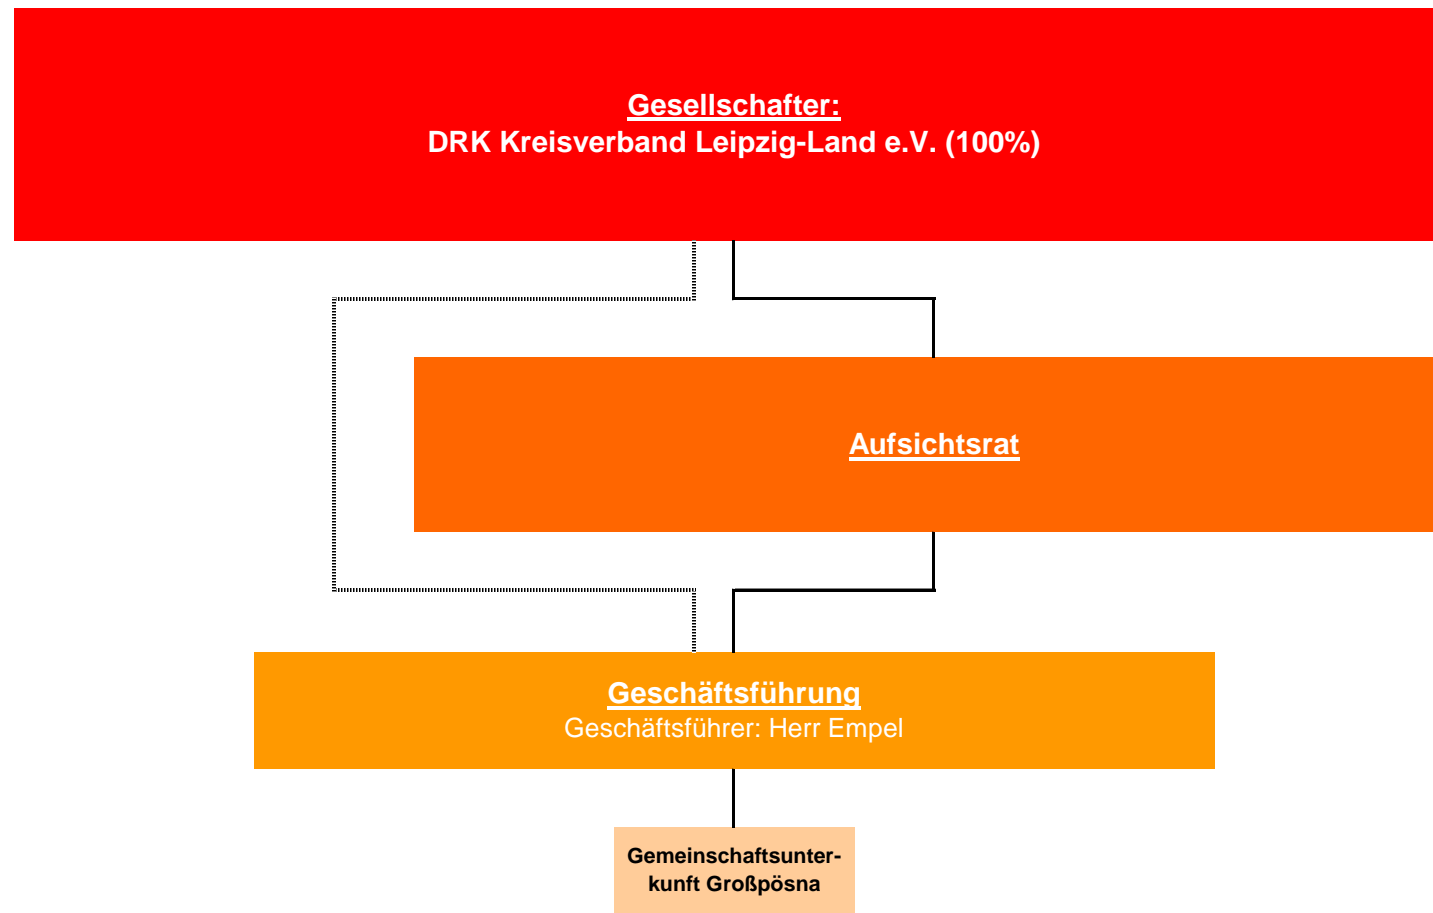 Gesellschafter:
DRK Kreisverband Leipzig-Land e.V. (100%)
Aufsichtsrat
Geschäftsführung
Geschäftsführer: Herr Empel
Gemeinschaftsunter-
kunft Großpösna